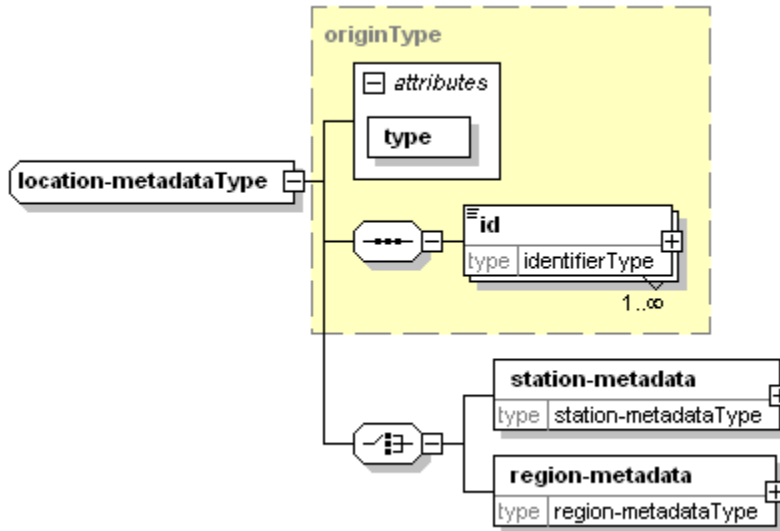 originType
attributes
type
location-metadataType
id
type identifierType
1..∞
station-metadata
type station-metadataType
region-metadata
type region-metadataType